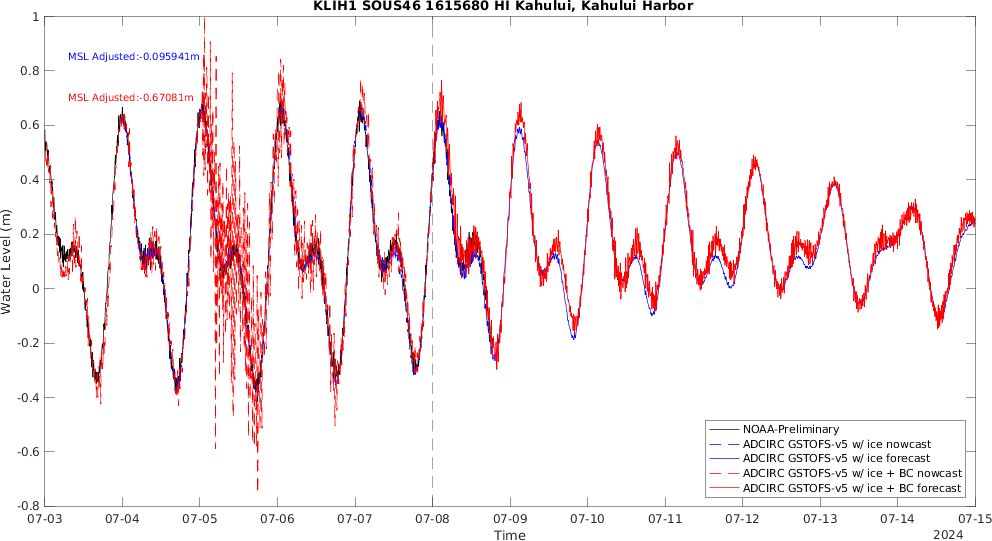 KLIH1 SOUS46 1615680 HI Kahului, Kahului Harbor
1
0.8
0.6
0.4
0.2
0
-0.2
-0.4
-0.6
-0.8
Water Level (m)
MSL Adjusted:-0.095941m
MSL Adjusted:-0.67081m
NOAA-Preliminary
ADCIRC GSTOFS-v5 w/ ice nowcast
ADCIRC GSTOFS-v5 w/ ice forecast
ADCIRC GSTOFS-v5 w/ ice + BC nowcast
ADCIRC GSTOFS-v5 w/ ice + BC forecast
07-03 07-04 07-05 07-06 07-07 07-08 07-09 07-10 07-11 07-12 07-13 07-14 07-15
Time
2024